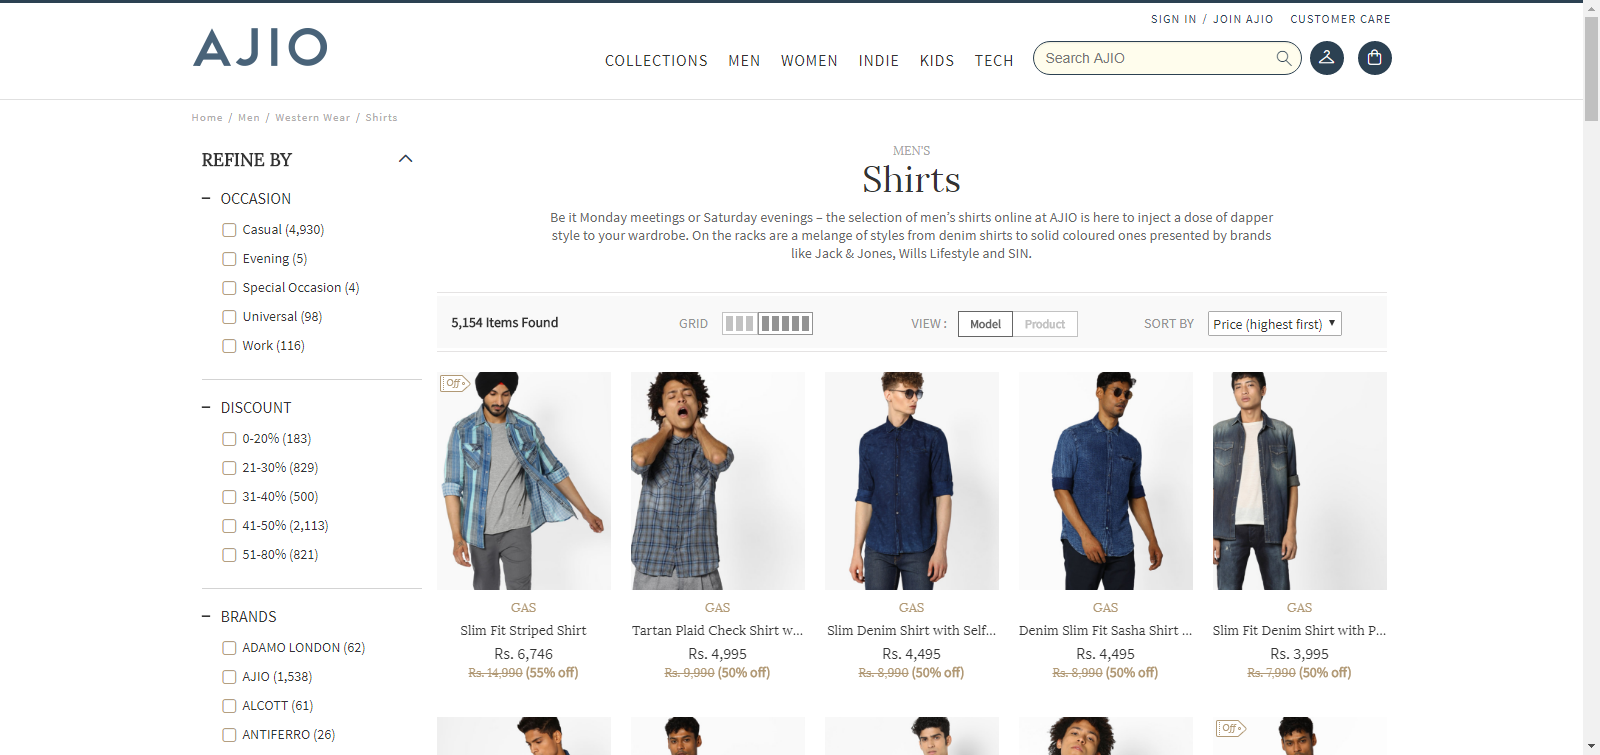 SIGN IN / JOIN AJIO CUSTOMER CARE
AJIO
COLLECTIONS MEN WOMEN INDIE KIDS TECH Search AJIO
Home / Men / Western Wear / Shirts
REFINE BY
OCCASION
Casual (4,930)
Evening (5)
Special Occasion (4)
Universal (98)
Work (116)
DISCOUNT
0-20% (183)
21-30% (829)
31-40% (500)
41-50% (2,113)
51-80% (821)
BRANDS
ADAMO LONDON (62)
AJIO (1,538)
ALCOTT (61)
ANTIFERRO (26)
MEN'S
Shirts
Be it Monday meetings or Saturday evenings – the selection of men’s shirts online at AJIO is here to inject a dose of dapper
style to your wardrobe. On the racks are a melange of styles from denim shirts to solid coloured ones presented by brands
like Jack & Jones, Wills Lifestyle and SIN.
5,154 Items Found GRID VIEW : Model Product SORT BY Price (highest first)
Off
GAS
Slim Fit Striped Shirt
Rs. 6,746
Rs. 14,990 (55% off)
GAS
Tartan Plaid Check Shirt w...
Rs. 4,995
Rs. 9,990 (50% off)
GAS
Slim Denim Shirt with Self...
Rs. 4,495
Rs. 8,990 (50% off)
GAS
Denim Slim Fit Sasha Shirt ...
Rs. 4,495
Rs. 8,990 (50% off)
GAS
Slim Fit Denim Shirt with P...
Rs. 3,995
Rs. 7,990 (50% off)
Off